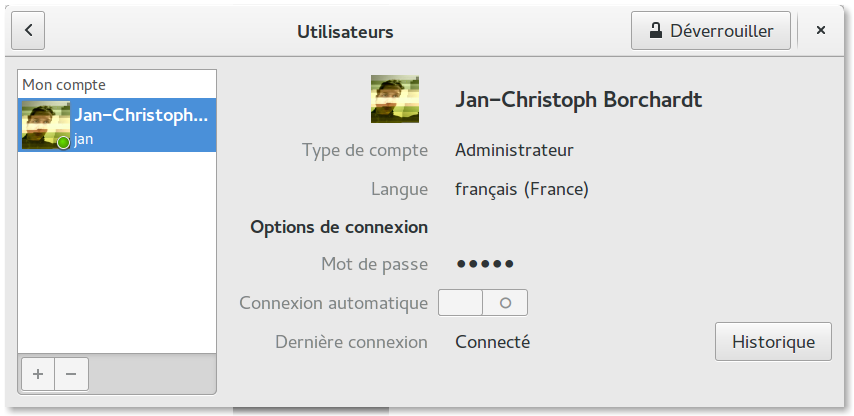 Utilisateurs
Déverrouiller
Mon compte
Jan-Christoph...
jan
Jan-Christoph Borchardt
Type de compte Administrateur
Langue français (France)
Options de connexion
Mot de passe ●●●●●
Connexion automatique
Dernière connexion Connecté
Historique